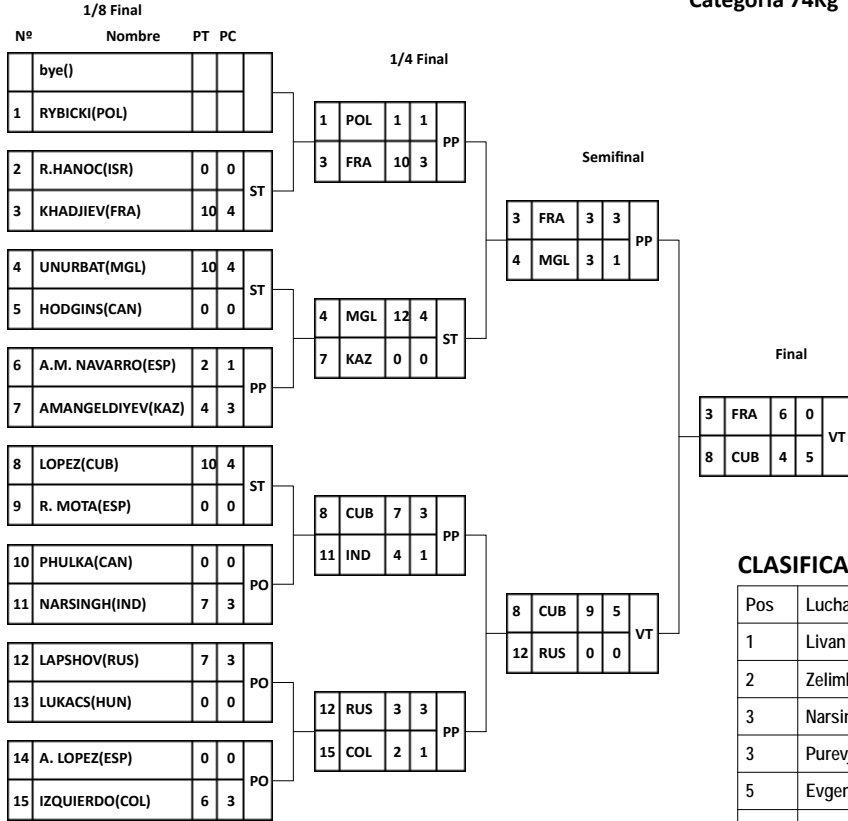 Categoría 74Kg
1/8 Final
Nº Nombre PT PC
bye()
1 RYBICKI(POL)
2 R.HANOC(ISR) 0 0
3 KHADJIEV(FRA) 10 4
ST
4 UNURBAT(MGL) 10 4
5 HODGINS(CAN) 0 0
ST
6 A.M. NAVARRO(ESP) 2 1
7 AMANGELDIYEV(KAZ) 4 3
PP
8 LOPEZ(CUB) 10 4
9 R. MOTA(ESP) 0 0
ST
10 PHULKA(CAN) 0 0
11 NARSINGH(IND) 7 3
PO
12 LAPSHOV(RUS) 7 3
13 LUKACS(HUN) 0 0
PO
14 A. LOPEZ(ESP) 0 0
15 IZQUIERDO(COL) 6 3
PO
1/4 Final
1 POL 1 1
3 FRA 10 3
PP
4 MGL 12 4
7 KAZ 0 0
ST
8 CUB 7 3
11 IND 4 1
PP
12 RUS 3 3
15 COL 2 1
PP
Semifinal
3 FRA 3 3
4 MGL 3 1
PP
8 CUB 9 5
12 RUS 0 0
VT
Final
3 FRA 6 0
8 CUB 4 5
VT
CLASIFICA
Pos Lucha
1 Livan
2 Zelim
3 Narsin
3 Purev
5 Evger